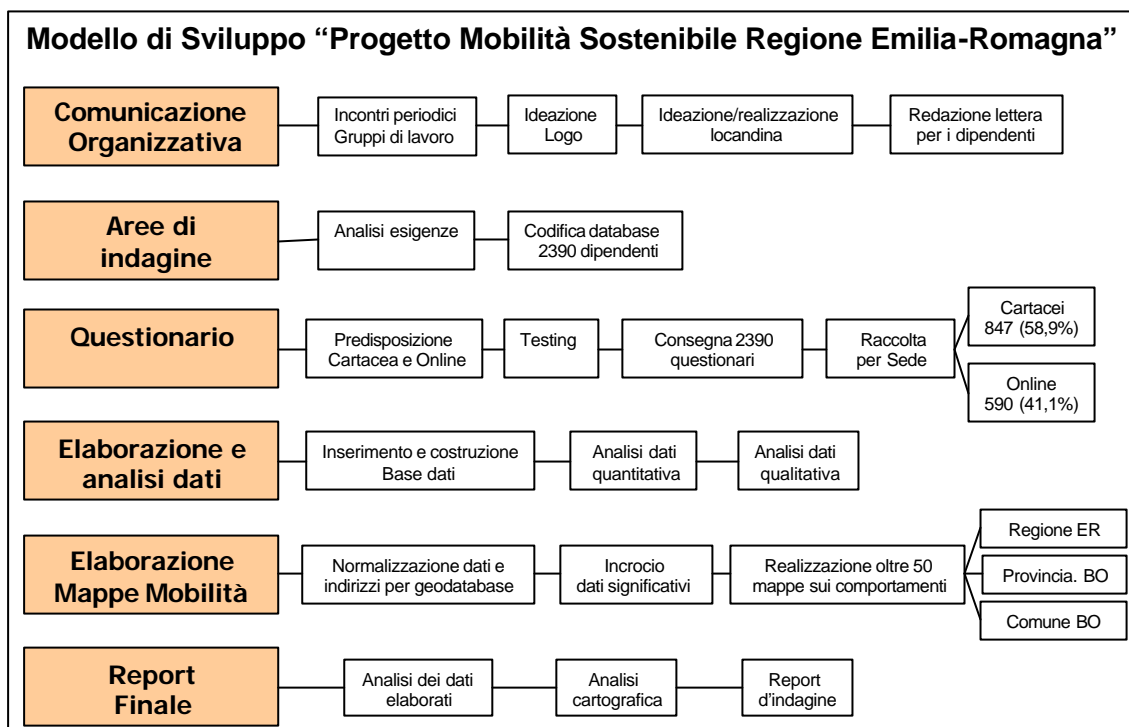 Modello di Sviluppo “Progetto Mobilità Sostenibile Regione Emilia-Romagna”
Comunicazione
Organizzativa
Incontri periodici
Gruppi di lavoro
Ideazione
Logo
Ideazione/realizzazione
locandina
Redazione lettera
per i dipendenti
Aree di
indagine
Analisi esigenze
Codifica database
2390 dipendenti
Questionario
Predisposizione
Cartacea e Online
Testing
Consegna 2390
questionari
Raccolta
per Sede
Cartacei
847 (58,9%)
Online
590 (41,1%)
Elaborazione e
analisi dati
Inserimento e costruzione
Base dati
Analisi dati
quantitativa
Analisi dati
qualitativa
Elaborazione
Mappe Mobilità
Normalizzazione dati e
indirizzi per geodatabase
Incrocio
dati significativi
Realizzazione oltre 50
mappe sui comportamenti
Regione ER
Provincia. BO
Comune BO
Report
Finale
Analisi dei dati
elaborati
Analisi
cartografica
Report
d’indagine